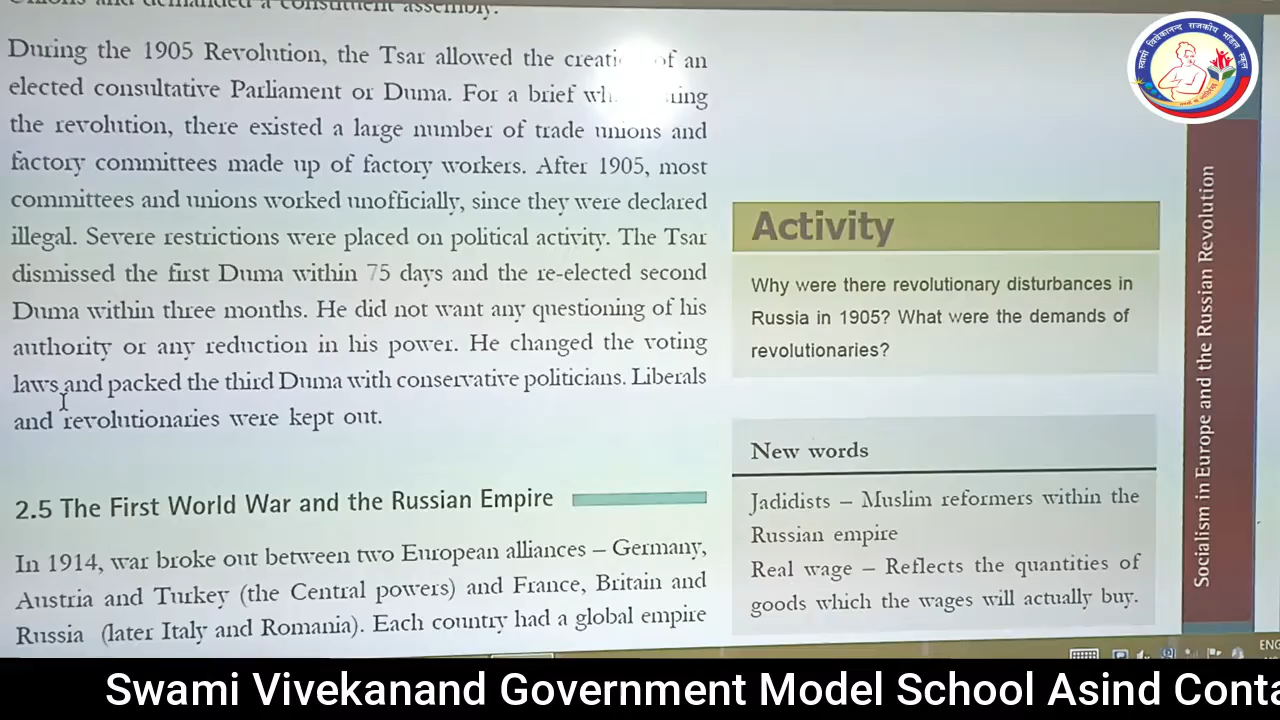 Unions and demanded a constituent assembly.
During the 1905 Revolution, the Tsar allowed the of an
elected consultative Parliament or Duma. For a brief
the revolution, there existed a large number of trade unions and
factory committees made up of factory workers. After 1905, most
committees and unions worked unofficially, since they were declared
illegal. Severe restrictions were placed on political activity. The Tsar
dismissed the first Duma within 75 days and the re-elected second
Duma within three months. He did not want any questioning of his
authority or any reduction in his power. He changed the voting
laws and packed the third Duma with conservative politicians. Liberals
and revolutionaries were kept out.
2.5 The First World War and the Russian Empire
In 1914, war broke out between two European alliances – Germany,
Austria and Turkey (the Central powers) and France, Britain and
Russia (later Italy and Romania). Each country had a global empire
Activity
Why were there revolutionary disturbances in
Russia in 1905? What were the demands of
revolutionaries?
New words
Jadidists – Muslim reformers within the
Russian empire
Real wage – Reflects the quantities of
goods which the wages will actually buy.
Socialism in Europe and the Russian Revolution
स्वामी विवेकानन्द राजकीय मॉडल स्कूल
ENG
Swami Vivekanand Government Model School Asind Conta